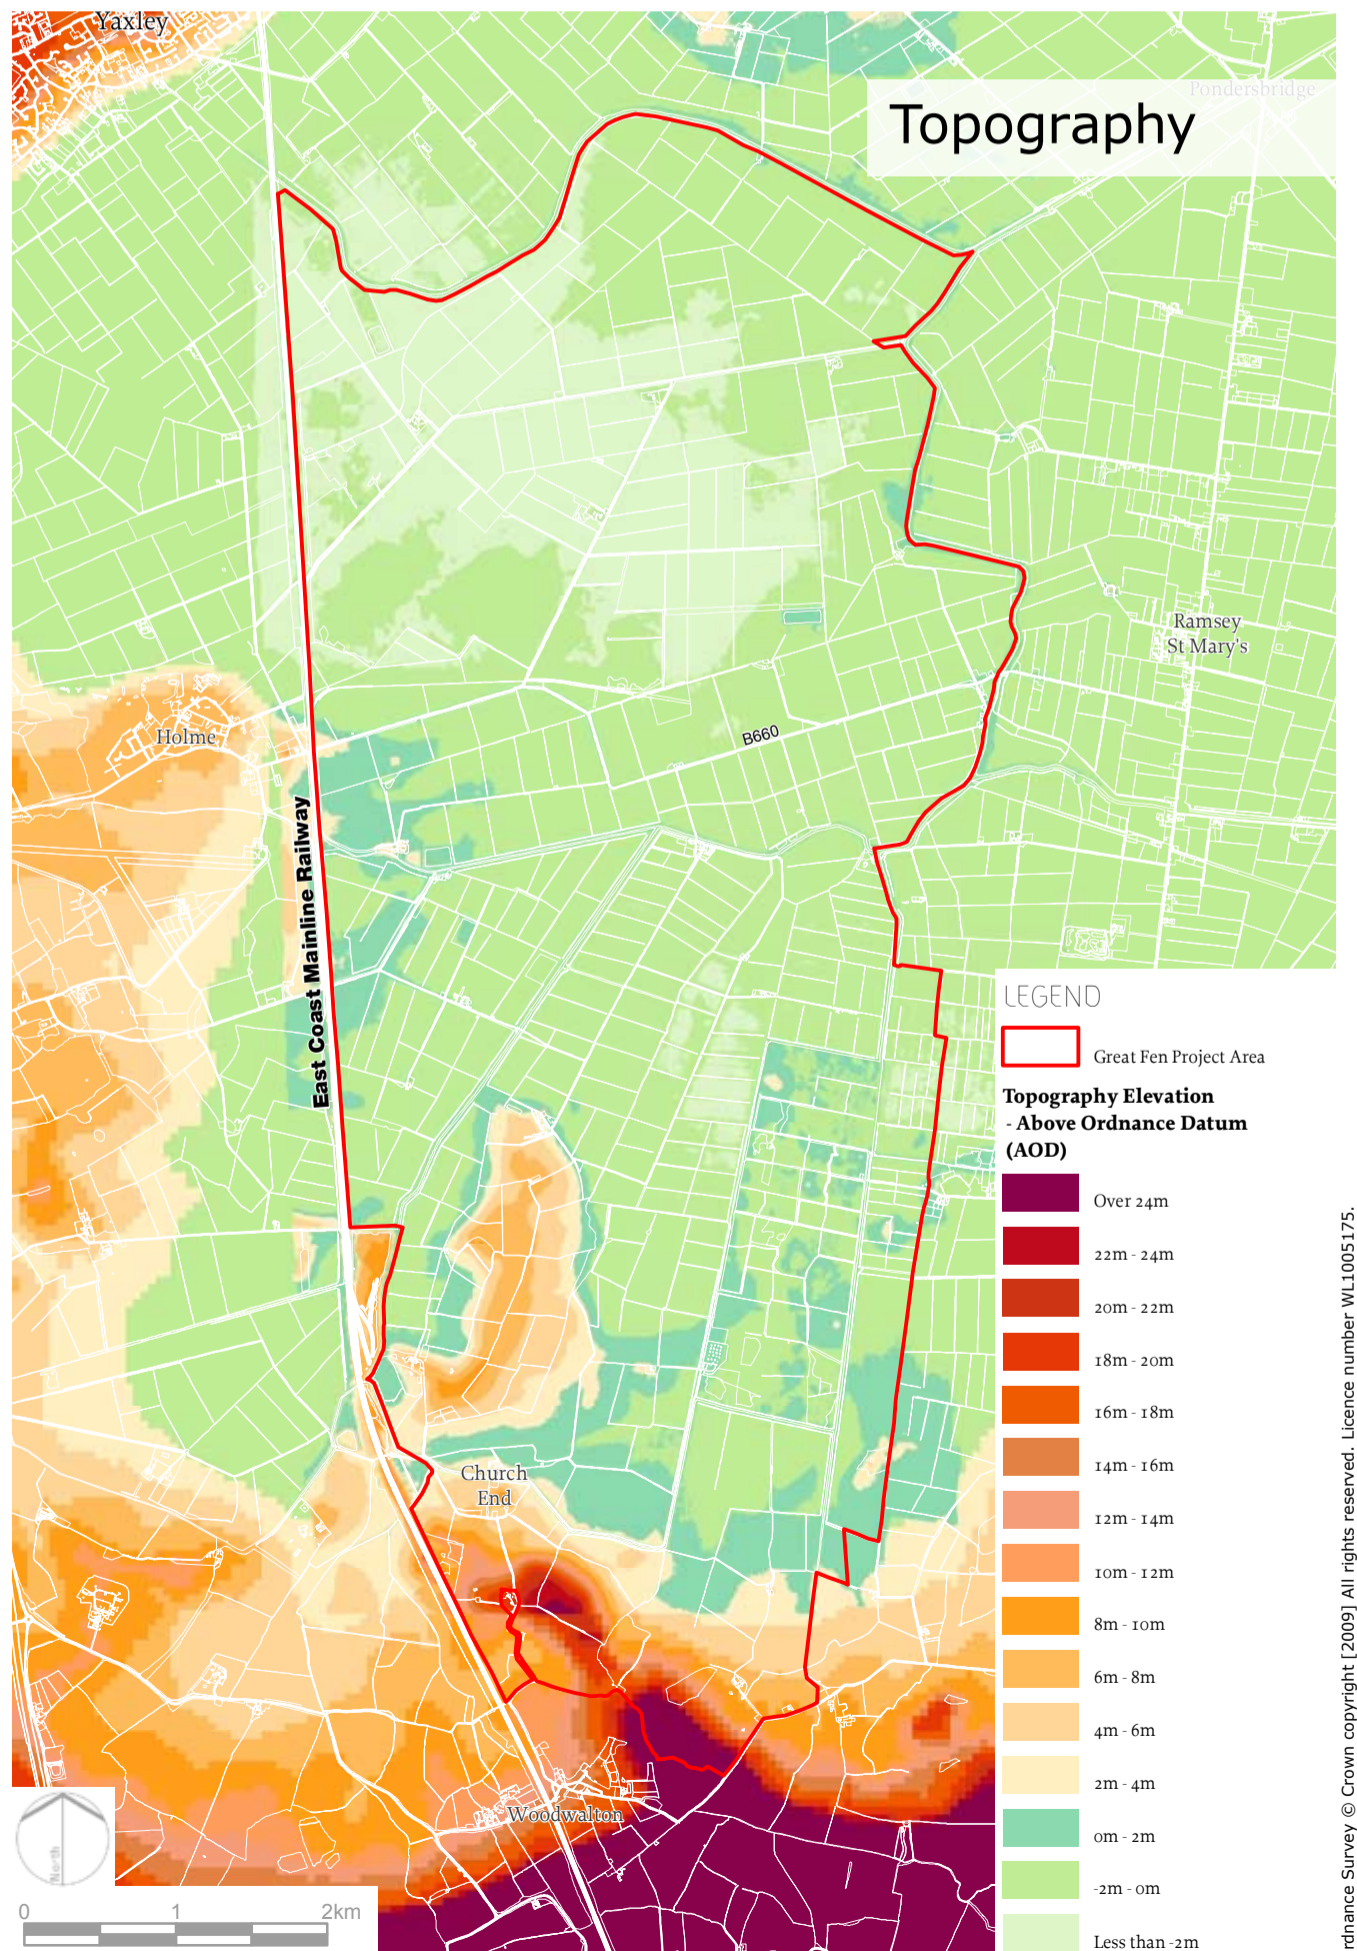 Yaxley
Pondersbridge
Topography
Ramsey
St Mary's
Holme
B660
East Coast Mainline Railway
Church
End
Woodwalton
LEGEND
Great Fen Project Area
Topography Elevation
- Above Ordnance Datum
(AOD)
Over 24m
22m - 24m
20m - 22m
18m - 20m
16m - 18m
14m - 16m
12m - 14m
10m - 12m
8m - 10m
6m - 8m
4m - 6m
2m - 4m
0m - 2m
-2m - 0m
Less than -2m
North
0 1 2km
rdnance Survey © Crown copyright [2009] All rights reserved. Licence number WL1005175.